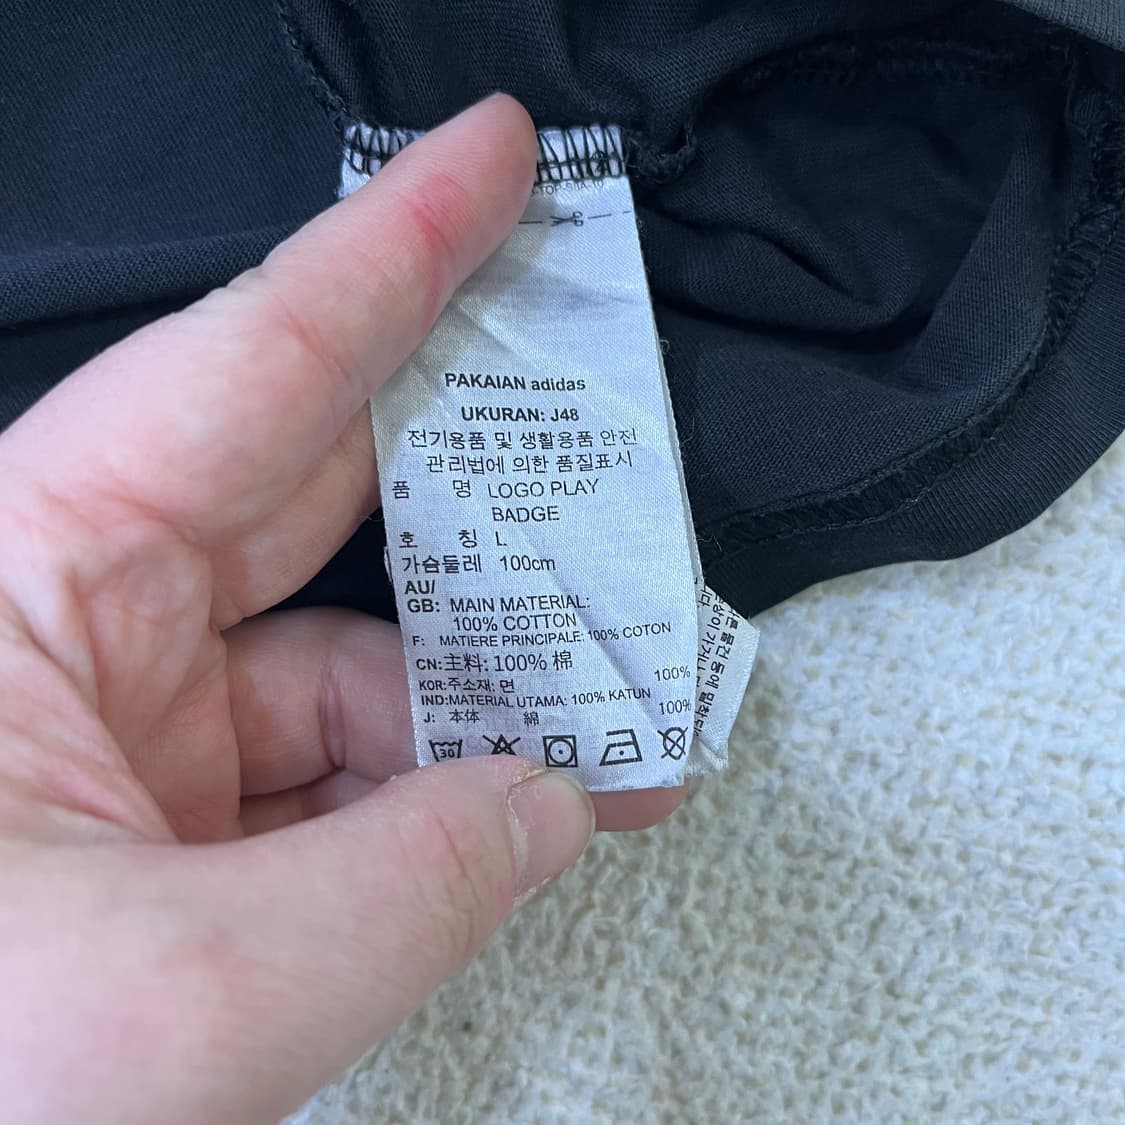 PAKAIAN adidas
UKURAN: J48
전기용품 및 생활용품 안전
관리법에 의한 품질표시
품 명 LOGO PLAY
BADGE
호 칭 L
가슴둘레 100cm
AU/
GB: MAIN MATERIAL:
100% COTTON
F: MATIERE PRINCIPALE: 100% COTON
CN:主料: 100% 棉
KOR:주소재: 면 100%
IND:MATERIAL UTAMA: 100% KATUN
J: 本体 綿 100%
30